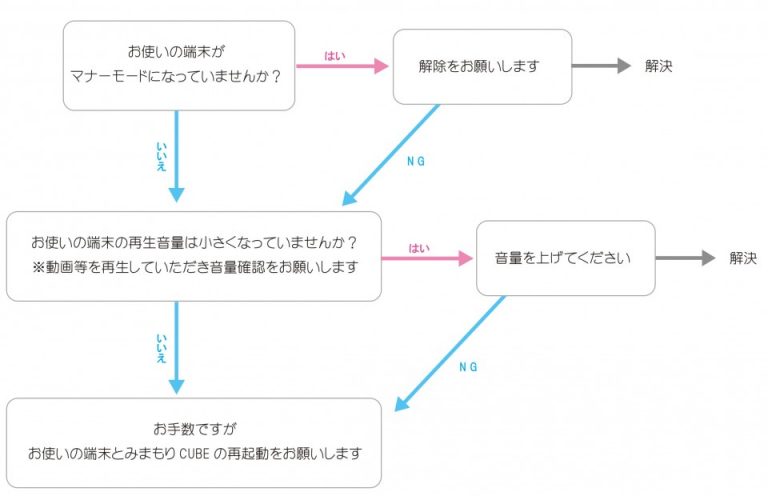 お使いの端末が
マナーモードになっていませんか？
はい
解除をお願いします
解決
いいえ
NG
お使いの端末の再生音量は小さくなっていませんか？
※動画等を再生していただき音量確認をお願いします
はい
音量を上げてください
解決
いいえ
NG
お手数ですが
お使いの端末とみまもりCUBEの再起動をお願いします